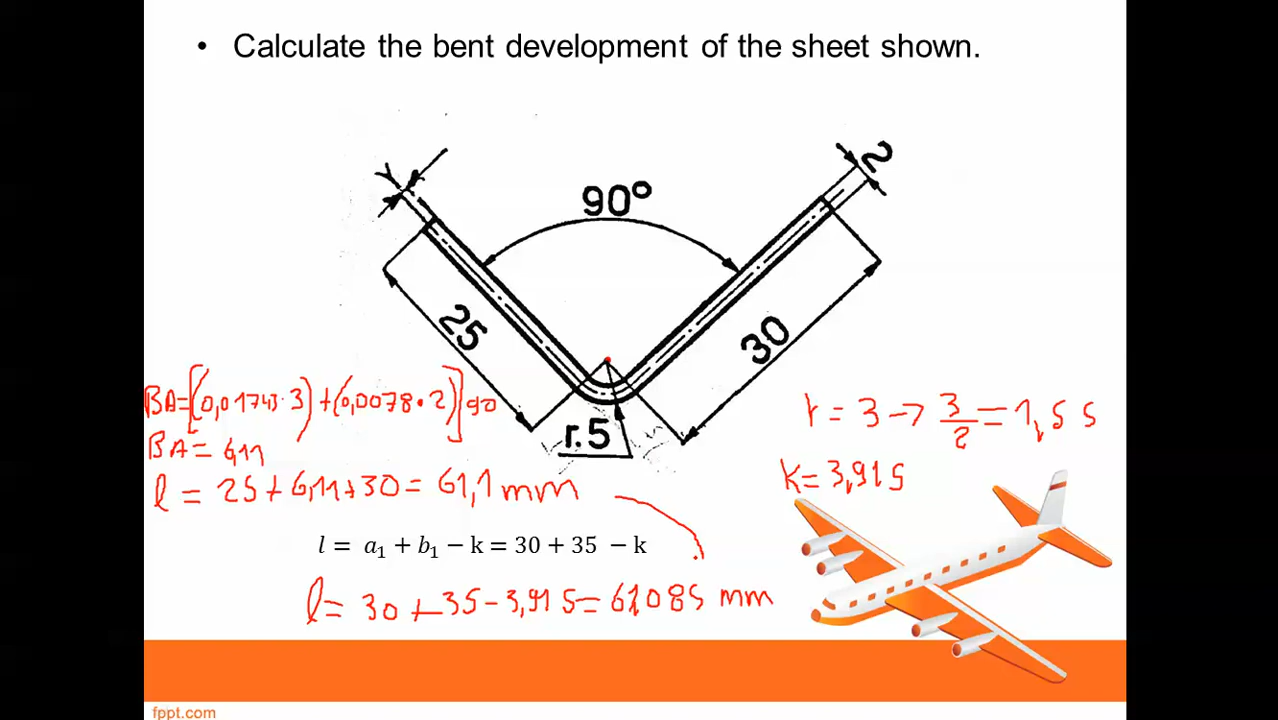 • Calculate the bent development of the sheet shown.
90°
2
25
30
r.5
BA=[(0,01743·3)+(0,0078·2)]90
BA=6,11
l = 25+6,11+30=61,1mm
r = 3 → 3/2 = 1,5
k=3,915
l = a₁ + b₁ − k = 30 + 35 − k
l= 30+35-3,915=61,085 mm
fppt.com